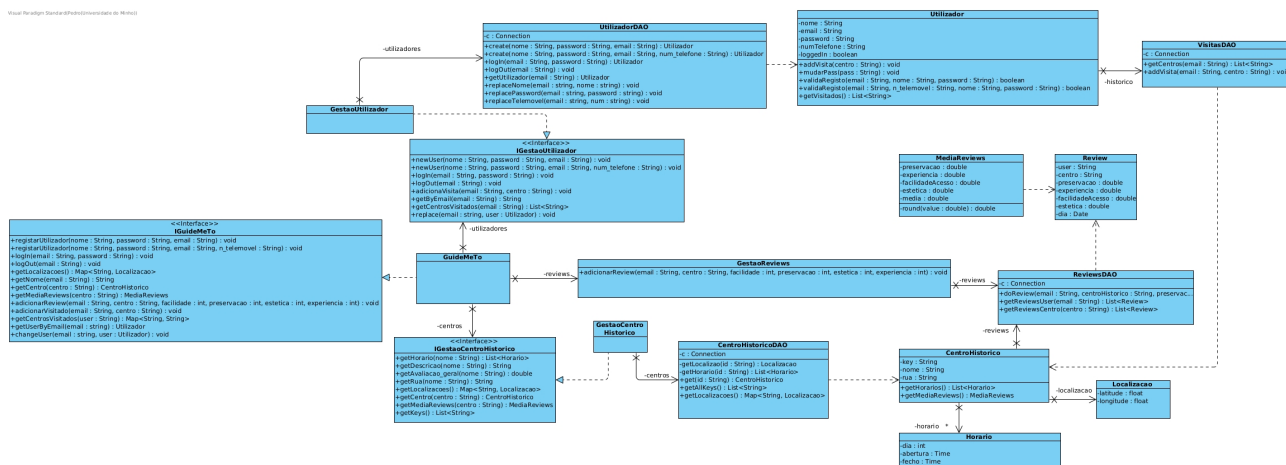 Visual Paradigm Standard(Pedro(Universidade do Minho))
UtilizadorDAO
-c : Connection
+create(nome : String, password : String, email : String) : Utilizador
+create(nome : String, password : String, email : String, num_telefone : String) : Utilizador
+logIn(email : String, password : String) : Utilizador
+logOut(email : String) : void
+getUtilizador(email : String) : Utilizador
+replaceNome(email : string, nome : string) : void
+replacePassword(email : string, password : string) : void
+replaceTelemovel(email : string, num : string) : void
Utilizador
-nome : String
-email : String
-password : String
-numTelefone : String
-loggedIn : boolean
+addVisita(centro : String) : void
+mudarPass(pass : String) : void
+validaRegisto(email : String, nome : String, password : String) : boolean
+validaRegisto(email : String, n_telemovel : String, nome : String, password : String) : boolean
+getVisitados() : List<String>
VisitasDAO
-c : Connection
+getCentros(email : String) : List<String>
+addVisita(email : String, centro : String) : voi
-utilizadores
-historico
GestaoUtilizador
<<Interface>>
IGestaoUtilizador
+newUser(nome : String, password : String, email : String) : void
+newUser(nome : String, password : String, email : String, num_telefone : String) : void
+logIn(email : String, password : String) : void
+logOut(email : String) : void
+adicionaVisita(email : String, centro : String) : void
+getByEmail(email : String) : String
+getCentrosVisitados(email : String) : List<String>
+replace(email : string, user : Utilizador) : void
MediaReviews
-preservacao : double
-experiencia : double
-facilidadeAcesso : double
-estetica : double
-media : double
-round(value : double) : double
Review
-user : String
-centro : String
-preservacao : double
-experiencia : double
-facilidadeAcesso : double
-estetica : double
-dia : Date
<<Interface>>
IGuideMeTo
+registarUtilizador(nome : String, password : String, email : String) : void
+registarUtilizador(nome : String, password : String, email : String, n_telemovel : String) : void
+logIn(email : String, password : String) : void
+logOut(email : String) : void
+getLocalizacoes() : Map<String, Localizacao>
+getNome(email : String) : String
+getCentro(centro : String) : CentroHistorico
+getMediaReviews(centro : String) : MediaReviews
+adicionarReview(email : String, centro : String, facilidade : int, preservacao : int, estetica : int, experiencia : int) : void
+adicionarVisitado(email : String, centro : String) : void
+getCentrosVisitados(user : String) : Map<String, String>
+getUserByEmail(email : string) : Utilizador
+changeUser(email : string, user : Utilizador) : void
-utilizadores
GuideMeTo
-reviews
GestaoReviews
+adicionarReview(email : String, centro : String, facilidade : int, preservacao : int, estetica : int, experiencia : int) : void
-reviews
ReviewsDAO
-c : Connection
+doReview(email : String, centroHistorico : String, preservac...
+getReviewsUser(email : String) : List<Review>
+getReviewsCentro(centro : String) : List<Review>
-centros
-reviews
<<Interface>>
IGestaoCentroHistorico
+getHorario(nome : String) : List<Horario>
+getDescricao(nome : String) : String
+getAvaliacao_geral(nome : String) : double
+getRua(nome : String) : String
+getLocalizacoes() : Map<String, Localizacao>
+getCentro(centro : String) : CentroHistorico
+getMediaReviews(centro : String) : MediaReviews
+getKeys() : List<String>
GestaoCentro
Historico
-centros
CentroHistoricoDAO
-c : Connection
-getLocalizao(id : String) : Localizacao
-getHorario(id : String) : List<Horario>
+get(id : String) : CentroHistorico
+getAllKeys() : List<String>
+getLocalizacoes() : Map<String, Localizacao>
CentroHistorico
-key : String
-nome : String
-rua : String
+getHorarios() : List<Horario>
+getMediaReviews() : MediaReviews
-localizacao
Localizacao
-latitude : float
-longitude : float
-horario *
Horario
-dia : int
-abertura : Time
-fecho : Time